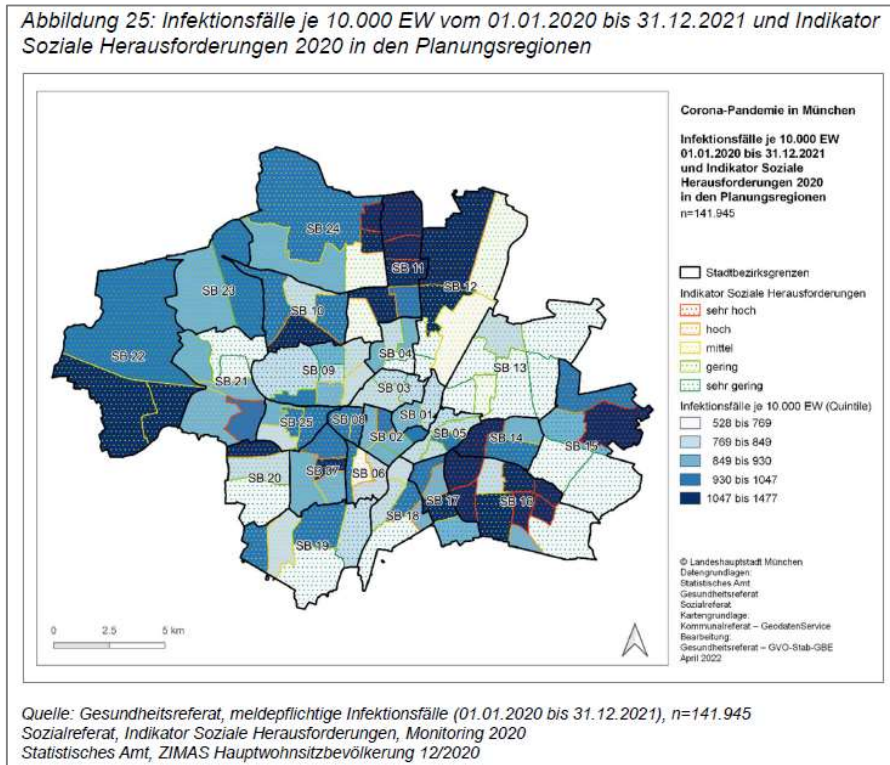 Abbildung 25: Infektionsfälle je 10.000 EW vom 01.01.2020 bis 31.12.2021 und Indikator
Soziale Herausforderungen 2020 in den Planungsregionen
Corona-Pandemie in München
Infektionsfälle je 10.000 EW
01.01.2020 bis 31.12.2021
und Indikator Soziale
Herausforderungen 2020
in den Planungsregionen
n=141.945
Stadtbezirksgrenzen
Indikator Soziale Herausforderungen
sehr hoch
hoch
mittel
gering
sehr gering
Infektionsfälle je 10.000 EW (Quintile)
528 bis 769
769 bis 849
849 bis 930
930 bis 1047
1047 bis 1477
© Landeshauptstadt München
Datengrundlagen:
Statistisches Amt
Gesundheitsreferat
Sozialreferat
Kartengrundlage:
Kommunalreferat – GeodatenService
Bearbeitung:
Gesundheitsreferat – GVO-Stab-GBE
April 2022
SB 24
SB 11
SB 12
SB 23
SB 10
SB 22
SB 04
SB 13
SB 21
SB 09
SB 03
SB 01
SB 25
SB 08
SB 02
SB 05
SB 14
SB 15
SB 20
SB 07
SB 06
SB 17
SB 16
SB 18
SB 19
0 2.5 5 km
Quelle: Gesundheitsreferat, meldepflichtige Infektionsfälle (01.01.2020 bis 31.12.2021), n=141.945
Sozialreferat, Indikator Soziale Herausforderungen, Monitoring 2020
Statistisches Amt, ZIMAS Hauptwohnsitzbevölkerung 12/2020